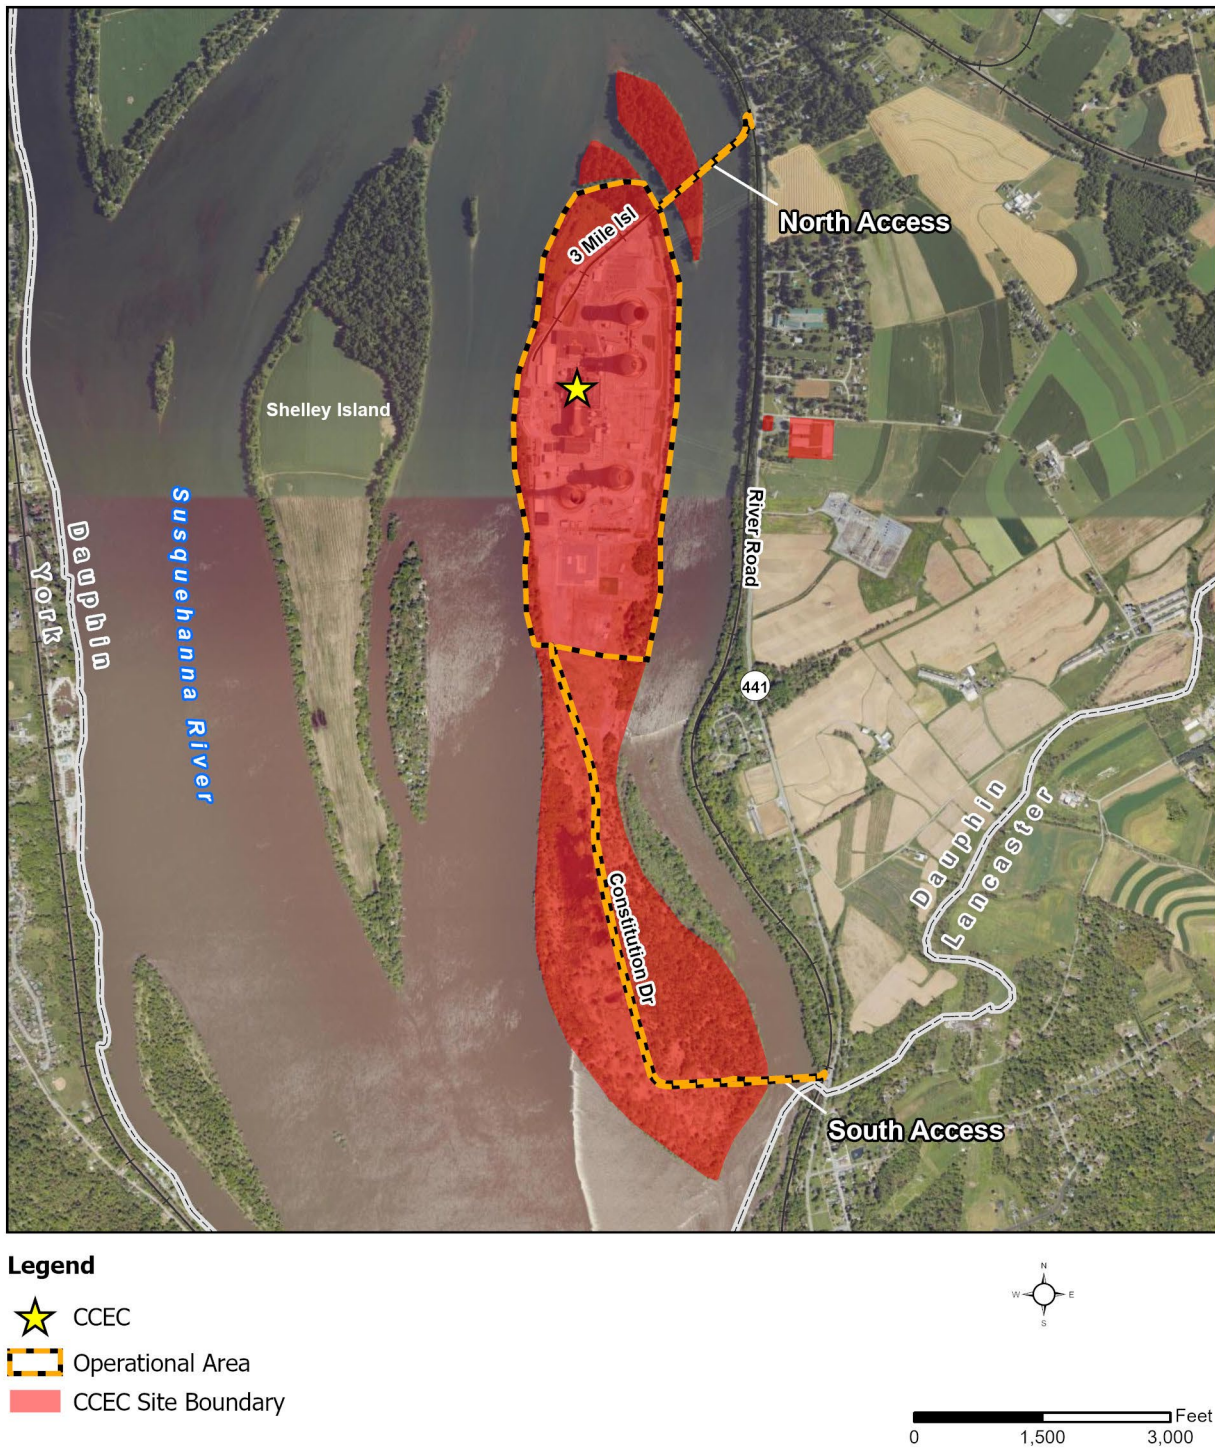 North Access
3 Mile Isl
Shelley Island
Susquehanna River
River Road
Dauphin
York
441
Dauphin
Lancaster
Constitution Dr
South Access
Legend
CCEC
Operational Area
CCEC Site Boundary
N
W E
S
Feet
0 1,500 3,000